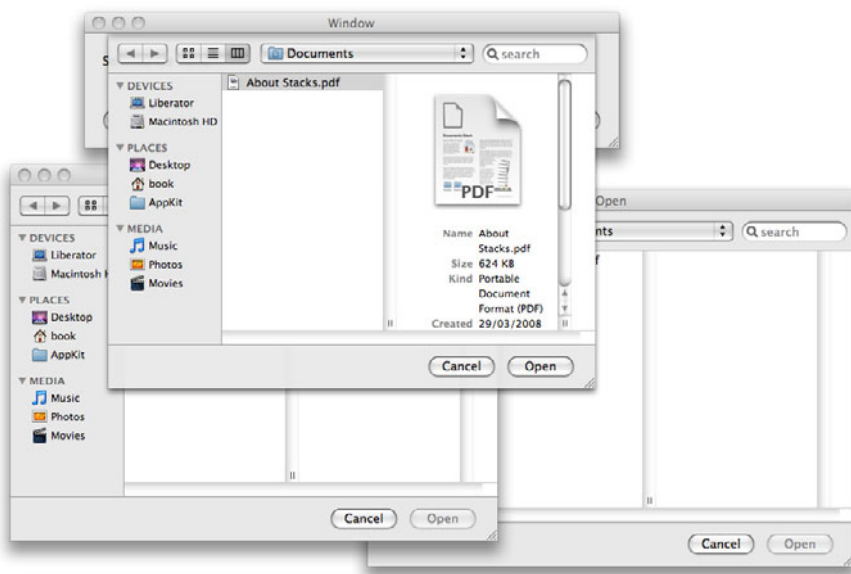 Window
S
Documents
search
DEVICES
Liberator
Macintosh HD
PLACES
Desktop
book
AppKit
MEDIA
Music
Photos
Movies
About Stacks.pdf
PDF
Name About
Stacks.pdf
Size 624 KB
Kind Portable
Document
Format (PDF)
Created 29/03/2008
Cancel Open
DEVICES
Liberator
Macintosh H
PLACES
Desktop
book
AppKit
MEDIA
Music
Photos
Movies
Cancel Open
Open
nts
search
f
Cancel Open